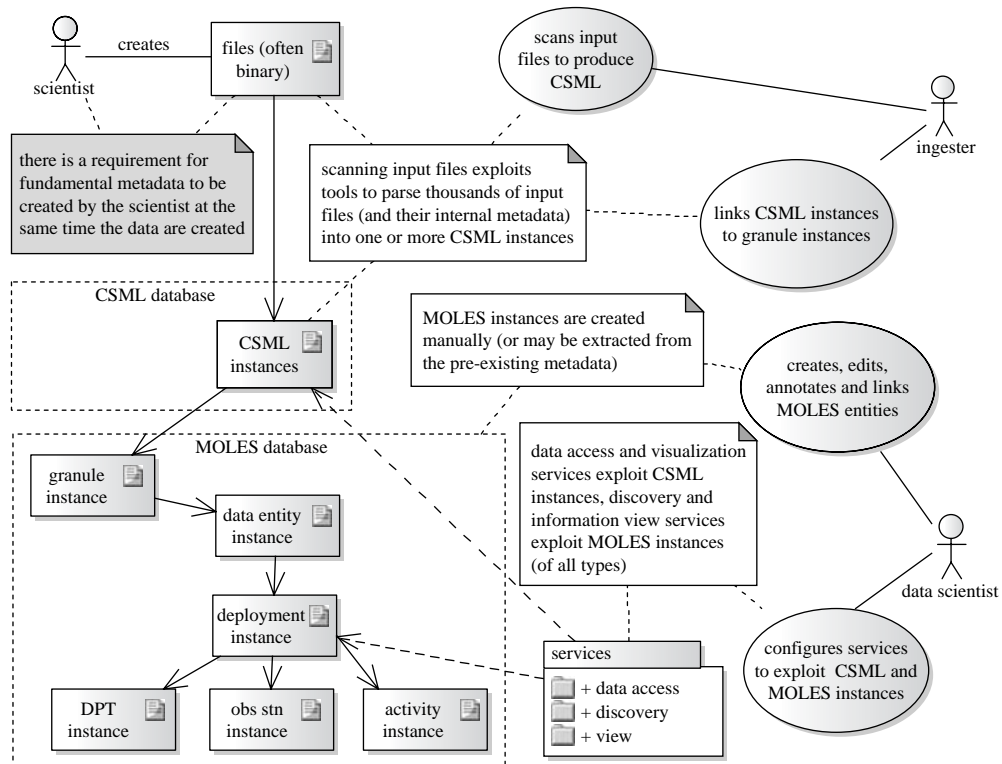 scientist
creates
files (often
binary)
scans input
files to produce
CSML
ingester
there is a requirement for
fundamental metadata to be
created by the scientist at the
same time the data are created
scanning input files exploits
tools to parse thousands of input
files (and their internal metadata)
into one or more CSML instances
links CSML instances
to granule instances
CSML database
CSML
instances
MOLES instances are created
manually (or may be extracted from
the pre-existing metadata)
creates, edits,
annotates and links
MOLES entities
MOLES database
granule
instance
data entity
instance
deployment
instance
DPT
instance
obs stn
instance
activity
instance
data access and visualization
services exploit CSML
instances, discovery and
information view services
exploit MOLES instances
(of all types)
data scientist
services
+ data access
+ discovery
+ view
configures services
to exploit CSML and
MOLES instances